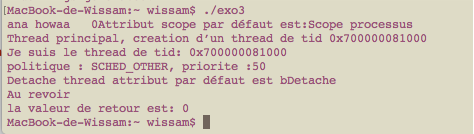 [MacBook-de-Wissam:~ wissam$ ./exo3
ana howaa   0Attribut scope par défaut est:Scope processus
Thread principal, creation d’un thread de tid 0x700000081000
Je suis le thread de tid: 0x700000081000
politique : SCHED_OTHER, priorite :50
Detache thread attribut par défaut est bDetache
Au revoir
la valeur de retour est: 0
MacBook-de-Wissam:~ wissam$